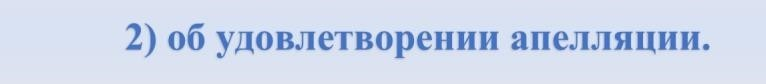 2) об удовлетворении апелляции.